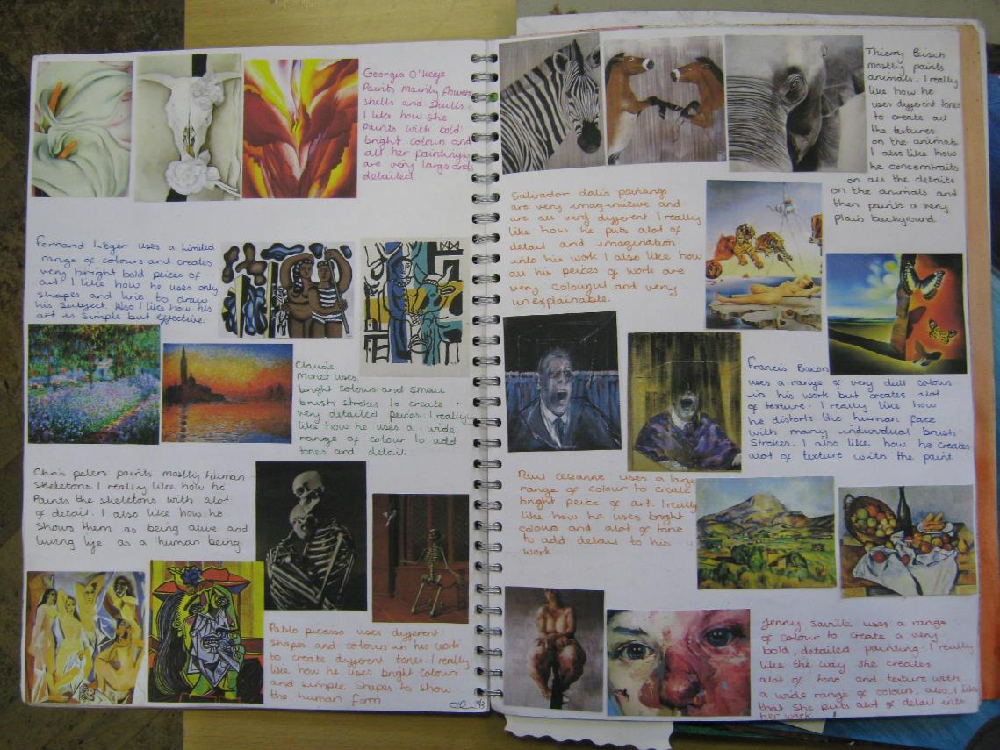 Georgia O'keefe
Paints mainly flowers
shells and skulls.
I like how she
Paints with bold
bright colour and
all her paintings
are very large and
detailed.
Fernand Léger uses a limited
range of colours and creates
very bright bold peices of
art. I like how he uses only
shapes and line to draw
his subject. Also I like how his
art is simple but effective.
Claude
monet uses
bright colours and small
brush strokes to create
very detailed peices. I really
like how he uses a wide
range of colour to add
tones and detail.
Chris peters paints mostly human
skeletons. I really like how he
Paints the skeletons with alot
of detail. I also like how he
shows them as being alive and
living life as a human being.
Pablo picasso uses different
shapes and colours in his work
to create different tones. I really
like how he uses bright colours
and simple shapes to show
the human form
Thierry Bisch
mostly paints
animals. I really
like how he
uses different tones
to create all
the textures
on the animals.
I also like how
he concentraits
on all the details
on the animals and
then paints a very
plain background.
Salvador dali's paintings
are very imaginative and
are all very different. I really
like how he puts alot of
detail and imagination
into his work. I also like how
all his peices of work are
very colourful and very
unexplainable.
Francis Bacon
uses a range of very dull colours
in his work but creates alot
of texture. I really like how
he distorts the human face
with many individual brush
strokes. I also like how he creates
alot of texture with the paint.
Paul cezanne uses a large
range of colour to create
bright peice of art. I really
like how he uses bright
colours and alot of tone
to add detail to his
work.
Jenny Saville uses a range
of colour to create a very
bold, detailed painting. I really
like the way she creates
alot of tone and texture with
a wide range of colours, also I like
that she puts alot of detail into
her work.